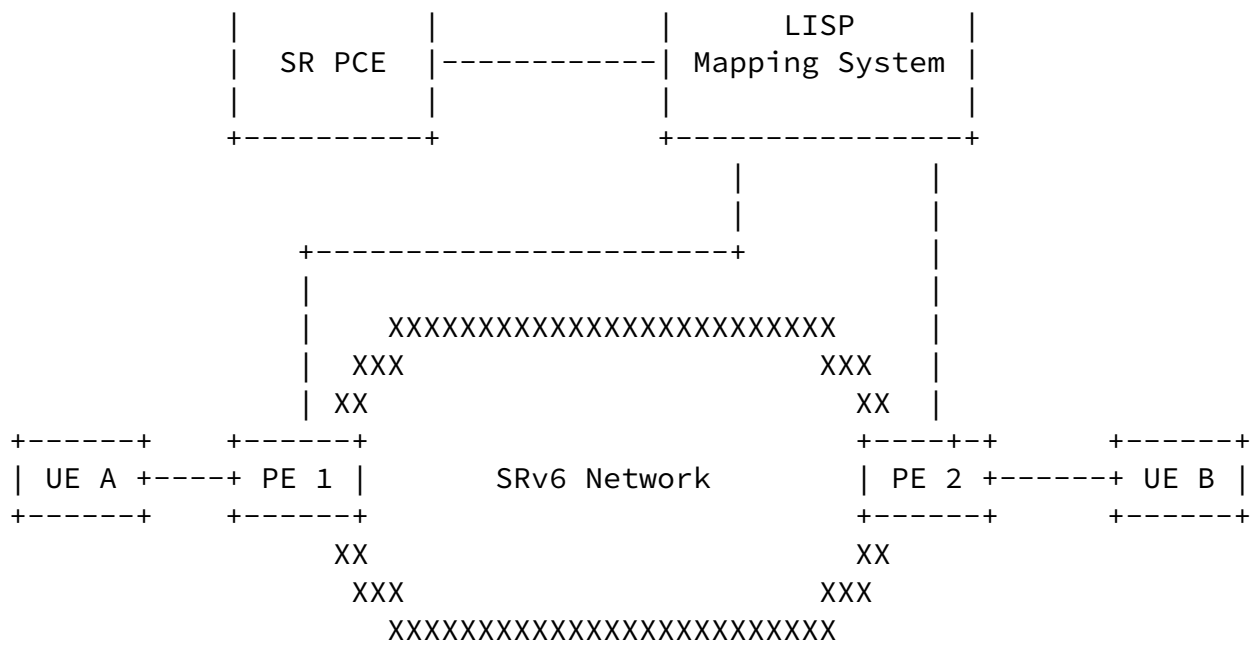 LISP
SR PCE Mapping System
SRv6 Network
UE A PE 1 PE 2 UE B